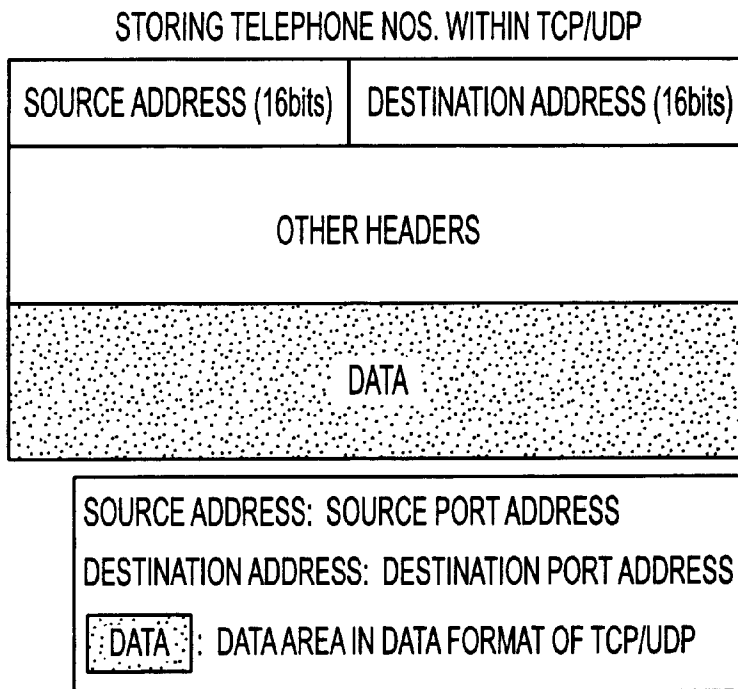 STORING TELEPHONE NOS. WITHIN TCP/UDP
SOURCE ADDRESS (16bits) DESTINATION ADDRESS (16bits)
OTHER HEADERS
DATA
SOURCE ADDRESS: SOURCE PORT ADDRESS
DESTINATION ADDRESS: DESTINATION PORT ADDRESS
DATA : DATA AREA IN DATA FORMAT OF TCP/UDP